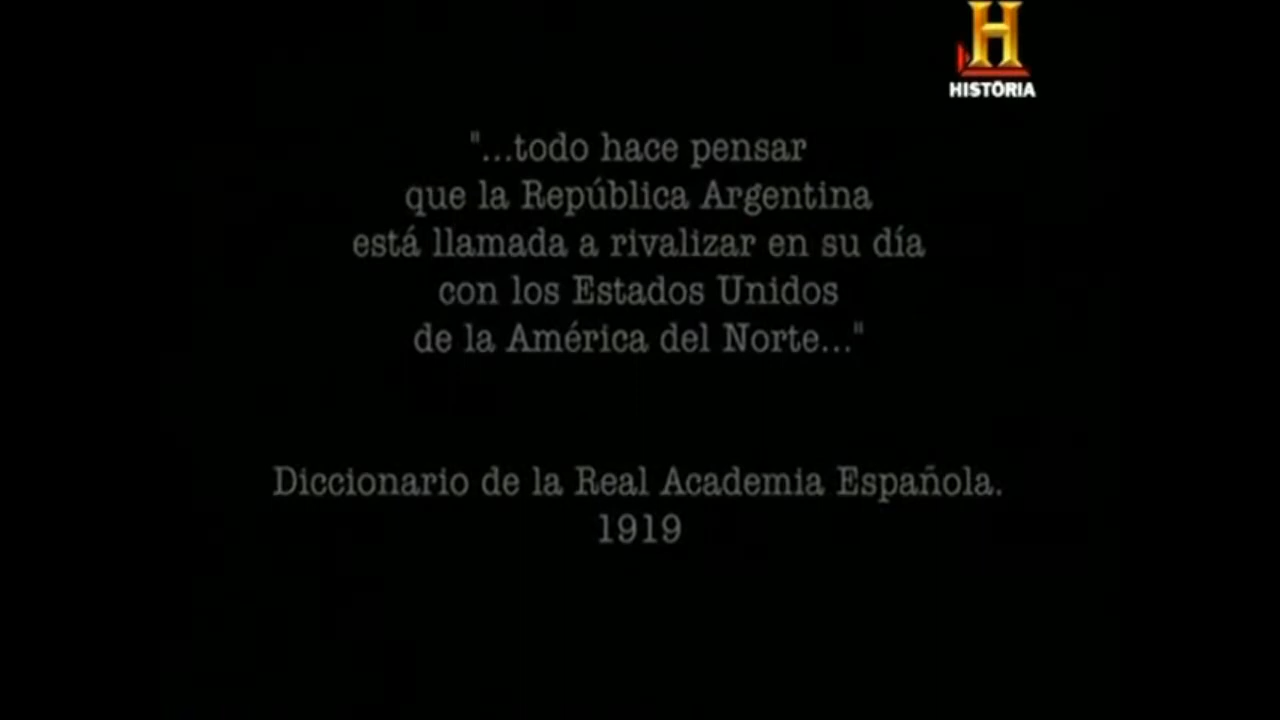 HISTÓRIA
"...todo hace pensar
que la República Argentina
está llamada a rivalizar en su día
con los Estados Unidos
de la América del Norte..."
Diccionario de la Real Academia Española.
1919